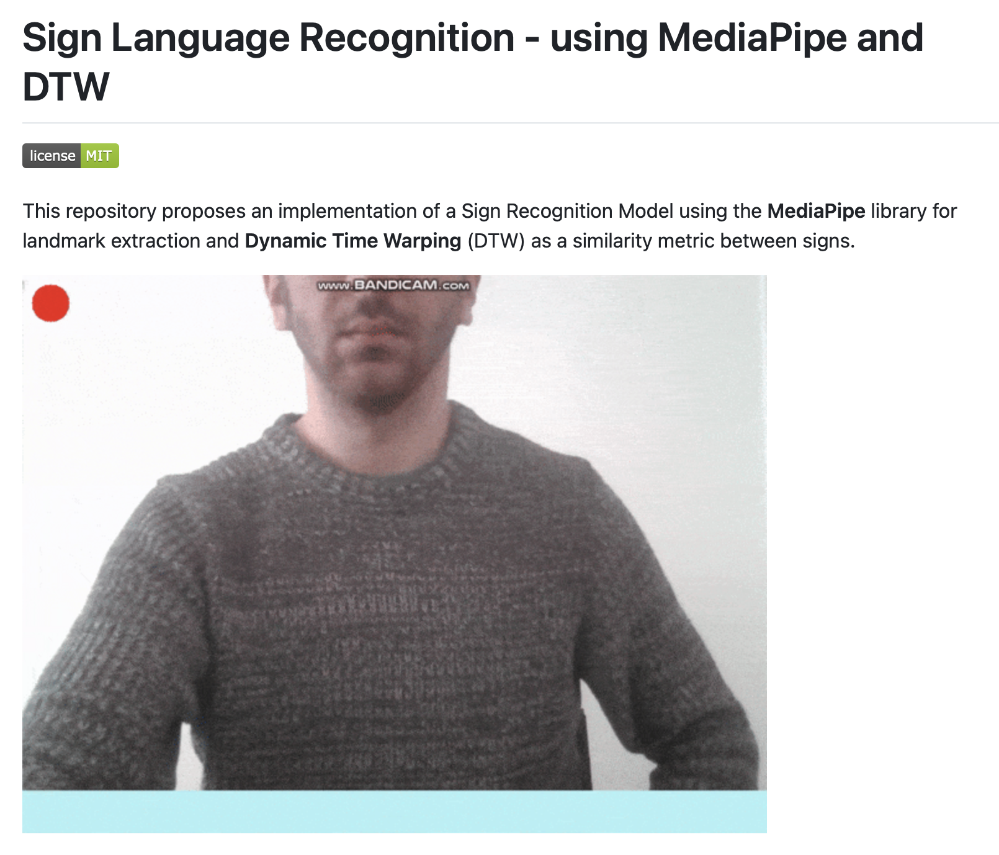 Sign Language Recognition - using MediaPipe and
DTW
license MIT
This repository proposes an implementation of a Sign Recognition Model using the MediaPipe library for
landmark extraction and Dynamic Time Warping (DTW) as a similarity metric between signs.
www.BANDICAM.com